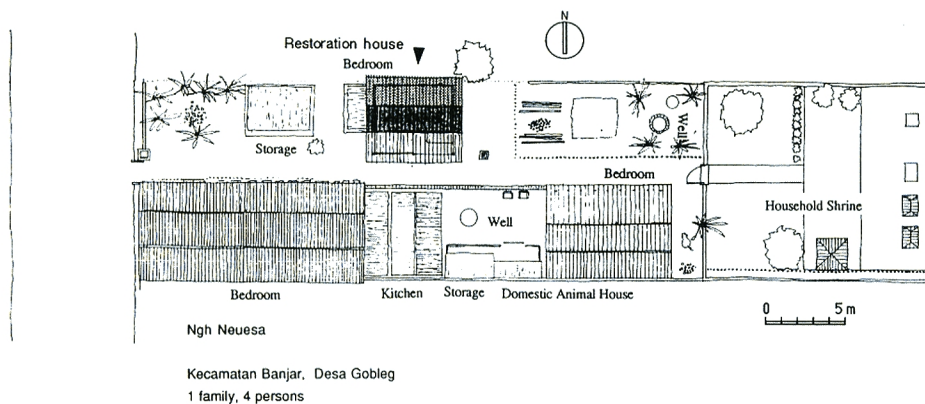 N
Restoration house
Bedroom
Storage
Well
Bedroom
Household Shrine
Well
Bedroom
Kitchen
Storage
Domestic Animal House
0 5 m
Ngh Neuesa
Kecamatan Banjar, Desa Gobleg
1 family, 4 persons